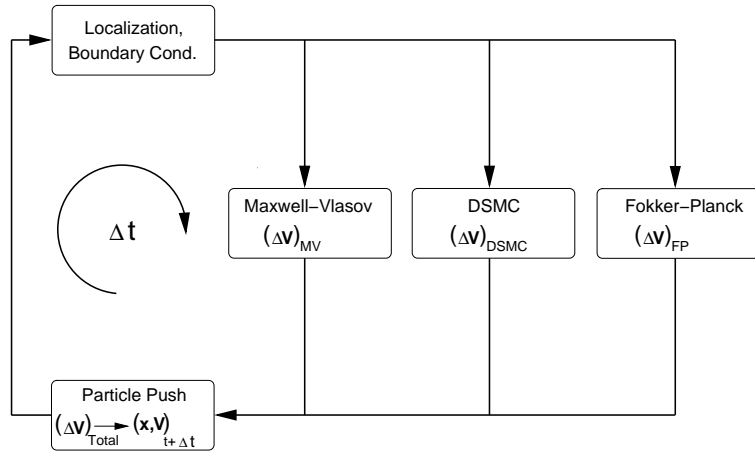 Localization,
Boundary Cond.
Maxwell–Vlasov
(ΔV)MV
DSMC
(ΔV)DSMC
Fokker–Planck
(ΔV)FP
Δt
Particle Push
(ΔV)Total → (x,V)t+Δt